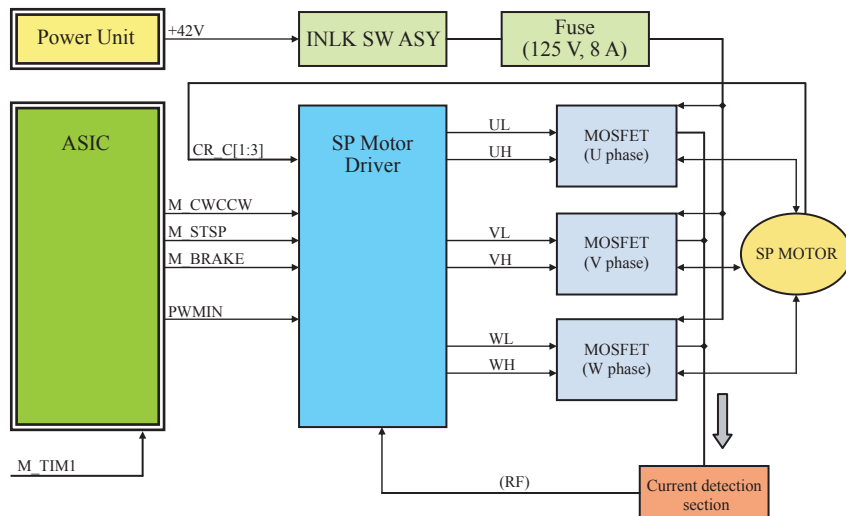 Power Unit
+42V
INLK SW ASY
Fuse
(125 V, 8 A)
ASIC
CR_C[1:3]
SP Motor
Driver
UL
UH
MOSFET
(U phase)
M_CWCCW
M_STSP
M_BRAKE
VL
VH
MOSFET
(V phase)
SP MOTOR
PWMIN
WL
WH
MOSFET
(W phase)
M_TIM1
(RF)
Current detection
section